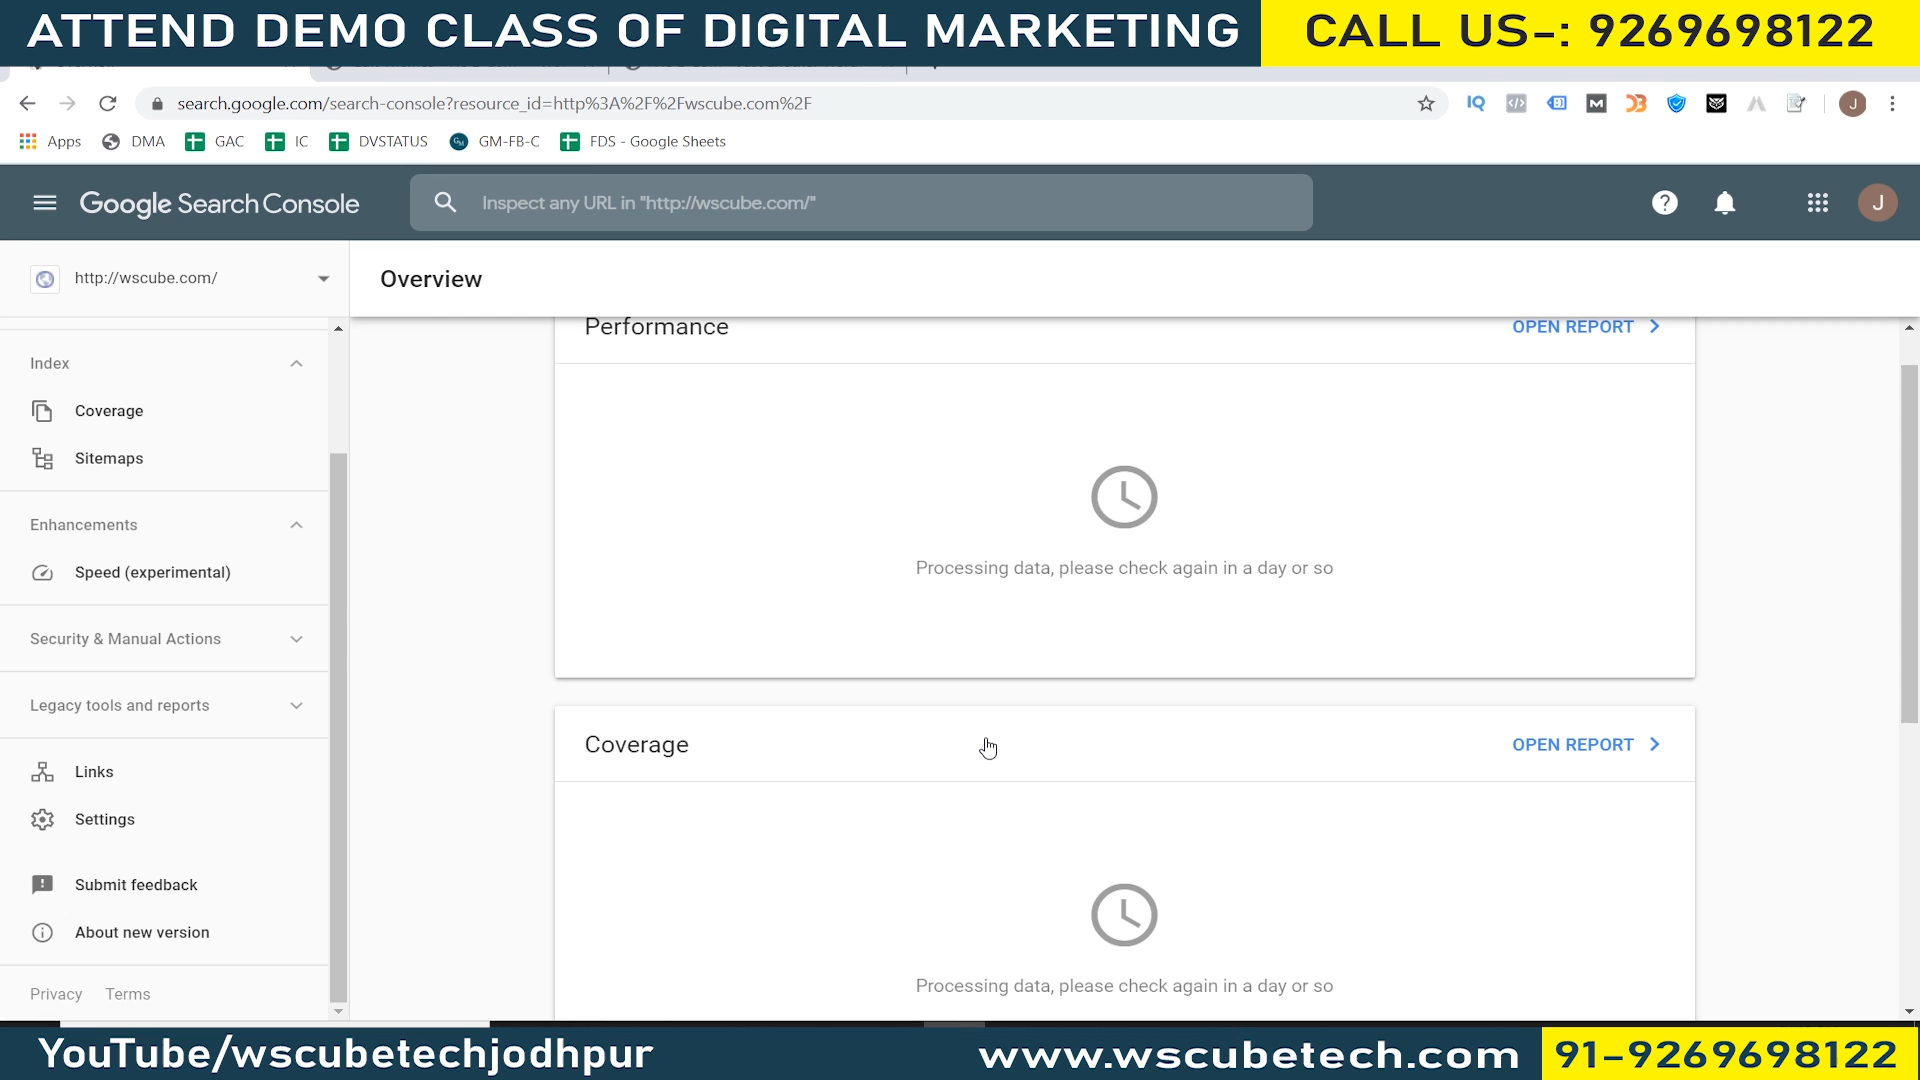 ATTEND DEMO CLASS OF DIGITAL MARKETING
CALL US-: 9269698122
search.google.com/search-console?resource_id=http%3A%2F%2Fwscube.com%2F
IQ
M
J
Apps
DMA
GAC
IC
DVSTATUS
GM-FB-C
FDS - Google Sheets
Google Search Console
Inspect any URL in "http://wscube.com/"
J
http://wscube.com/
Overview
Index
Coverage
Sitemaps
Enhancements
Speed (experimental)
Security & Manual Actions
Legacy tools and reports
Links
Settings
Submit feedback
About new version
Privacy
Terms
Performance
OPEN REPORT
Processing data, please check again in a day or so
Coverage
OPEN REPORT
Processing data, please check again in a day or so
YouTube/wscubetechjodhpur
www.wscubetech.com
91-9269698122